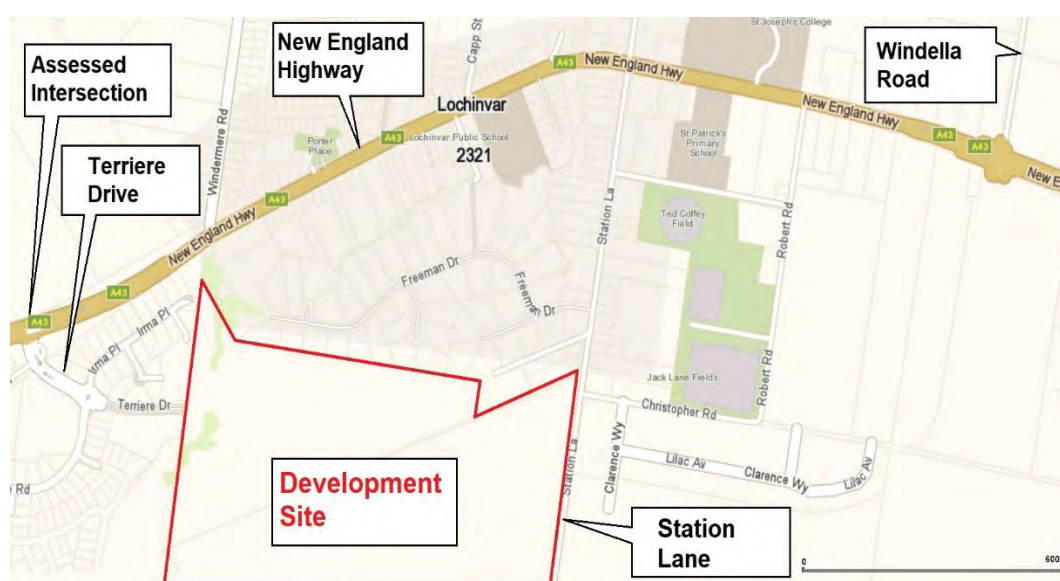 Assessed
Intersection
Terriere
Drive
New England
Highway
Windella
Road
St Joseph's College
Capp St
A43
New England Hwy
Lochinvar
Windermere Rd
Porter
Place
A43
Lochinvar Public School
2321
St Patrick's
Primary
School
New England Hwy
A43
A43
New E
A43
New England Hwy
Station La
Ted Coffey
Field
Robert Rd
Freeman Dr
Freeman
Dr
A43
A43
Irma Pl
Irma Pl
Terriere Dr
Jack Lane Fields
Robert Rd
Christopher Rd
Rd
Development
Site
Station La
Clarence Wy
Lilac Av
Clarence Wy
Lilac Av
Station
Lane
0
600